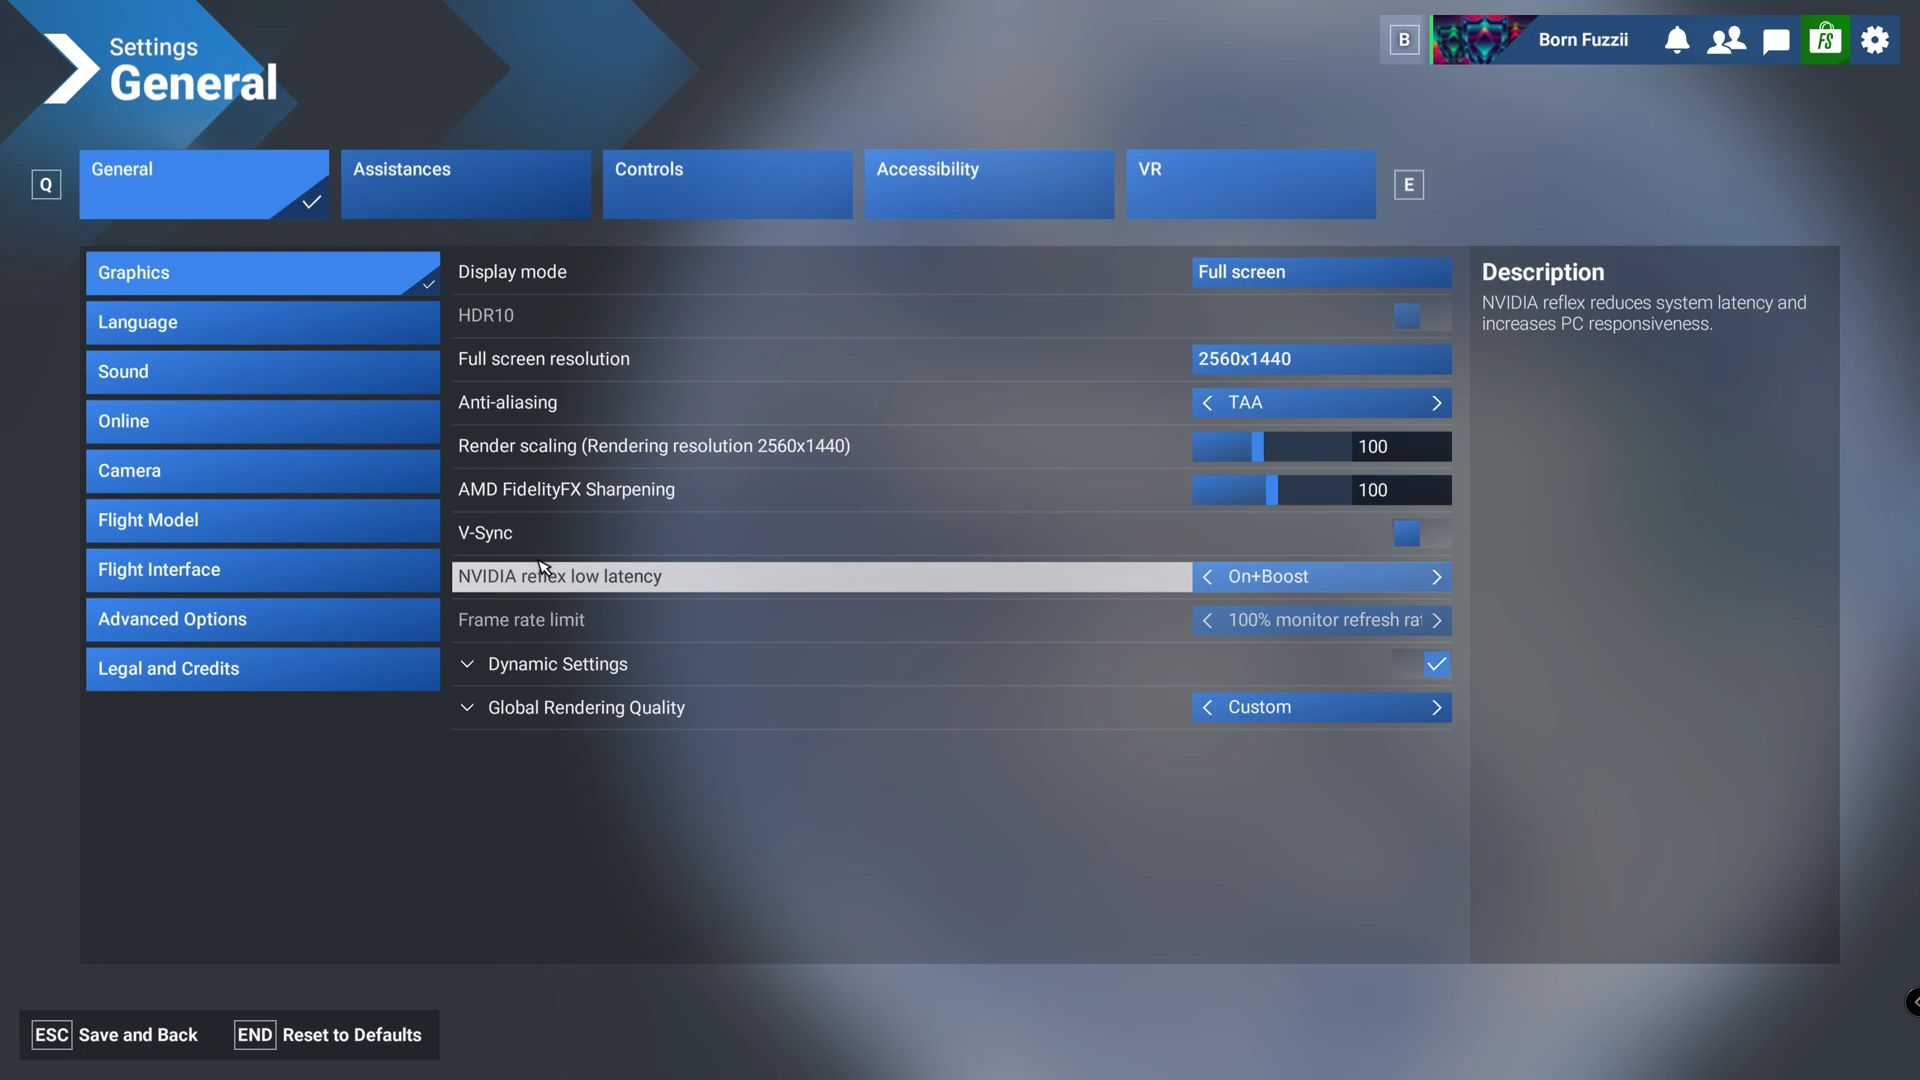 Settings
General
B
Born Fuzzii
FS
Q
General
Assistances
Controls
Accessibility
VR
E
Graphics
Language
Sound
Online
Camera
Flight Model
Flight Interface
Advanced Options
Legal and Credits
Display mode
Full screen
HDR10
Full screen resolution
2560x1440
Anti-aliasing
TAA
Render scaling (Rendering resolution 2560x1440)
100
AMD FidelityFX Sharpening
100
V-Sync
NVIDIA reflex low latency
On+Boost
Frame rate limit
100% monitor refresh rat
Dynamic Settings
Global Rendering Quality
Custom
Description
NVIDIA reflex reduces system latency and
increases PC responsiveness.
ESC Save and Back
END Reset to Defaults